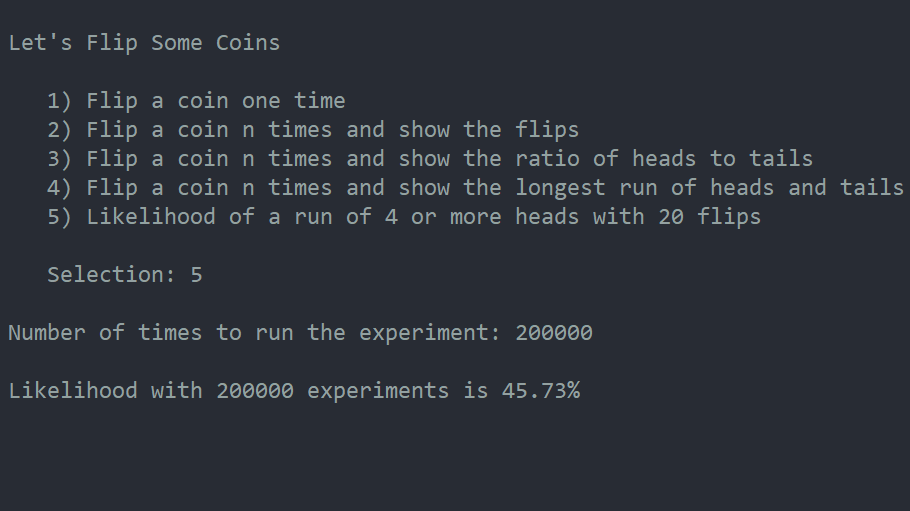 Let's Flip Some Coins
1) Flip a coin one time
2) Flip a coin n times and show the flips
3) Flip a coin n times and show the ratio of heads to tails
4) Flip a coin n times and show the longest run of heads and tails
5) Likelihood of a run of 4 or more heads with 20 flips
Selection: 5
Number of times to run the experiment: 200000
Likelihood with 200000 experiments is 45.73%